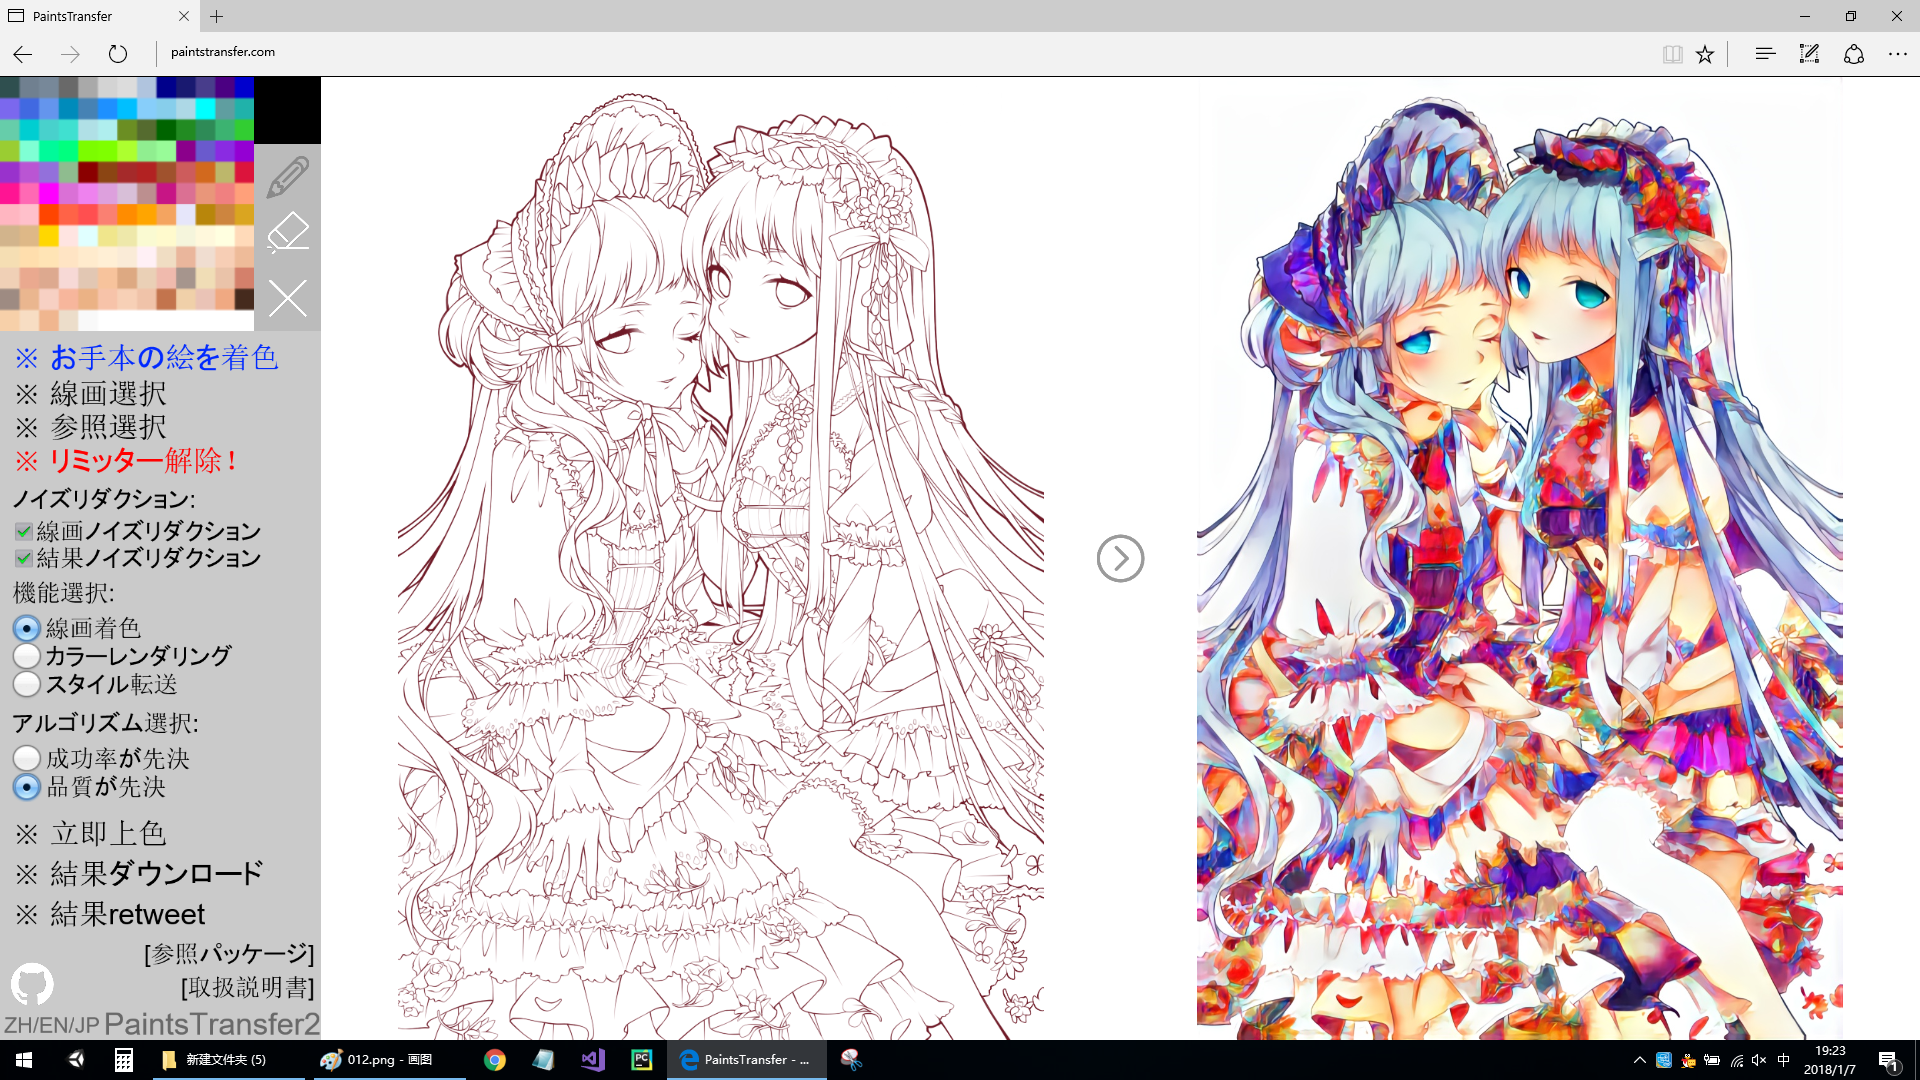 PaintsTransfer
paintstransfer.com
※ お手本の絵を着色
※ 線画選択
※ 参照選択
※ リミッター解除!
ノイズリダクション:
線画ノイズリダクション
結果ノイズリダクション
機能選択:
線画着色
カラーレンダリング
スタイル転送
アルゴリズム選択:
成功率が先決
品質が先決
※ 立即上色
※ 結果ダウンロード
※ 結果retweet
[参照パッケージ]
[取扱説明書]
ZH/EN/JP PaintsTransfer2
新建文件夹 (5)
012.png - 画图
PC
PaintsTransfer - ...
中
19:23
2018/1/7
1